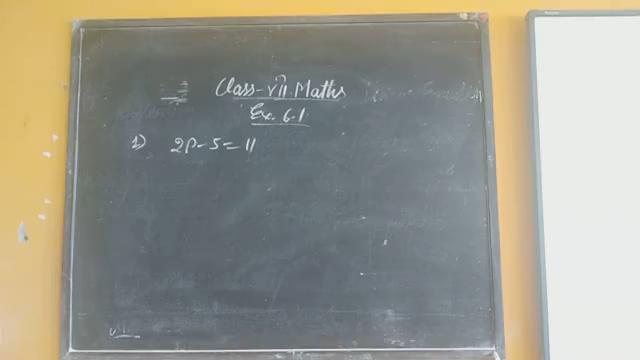 Class-VII. Maths
Ex. 6.1
1) 2P-5=11